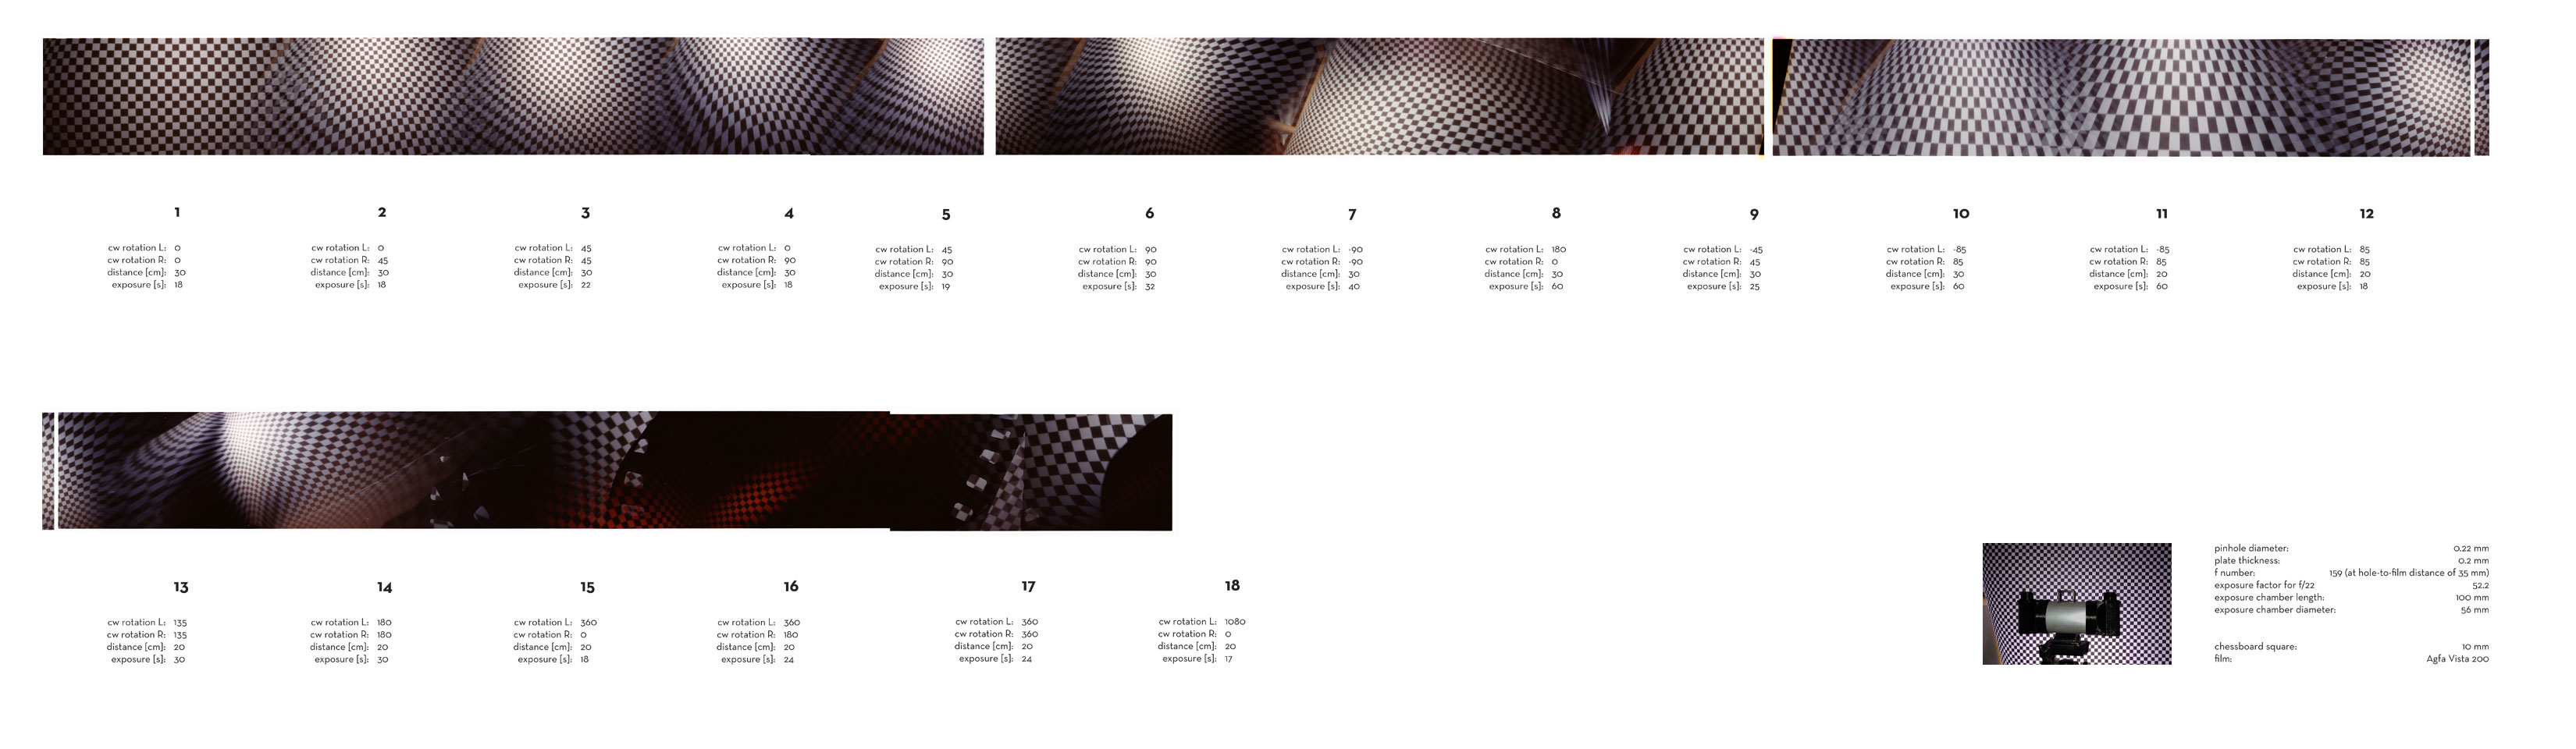 1
cw rotation L: 0
cw rotation R: 0
distance [cm]: 30
exposure [s]: 18
2
cw rotation L: 0
cw rotation R: 45
distance [cm]: 30
exposure [s]: 18
3
cw rotation L: 45
cw rotation R: 45
distance [cm]: 30
exposure [s]: 22
4
cw rotation L: 0
cw rotation R: 90
distance [cm]: 30
exposure [s]: 18
5
cw rotation L: 45
cw rotation R: 90
distance [cm]: 30
exposure [s]: 19
6
cw rotation L: 90
cw rotation R: 90
distance [cm]: 30
exposure [s]: 32
7
cw rotation L: -90
cw rotation R: -90
distance [cm]: 30
exposure [s]: 40
8
cw rotation L: 180
cw rotation R: 0
distance [cm]: 30
exposure [s]: 60
9
cw rotation L: -45
cw rotation R: 45
distance [cm]: 30
exposure [s]: 25
10
cw rotation L: -85
cw rotation R: 85
distance [cm]: 30
exposure [s]: 60
11
cw rotation L: -85
cw rotation R: 85
distance [cm]: 20
exposure [s]: 60
12
cw rotation L: 85
cw rotation R: 85
distance [cm]: 20
exposure [s]: 18
13
cw rotation L: 135
cw rotation R: 135
distance [cm]: 20
exposure [s]: 30
14
cw rotation L: 180
cw rotation R: 180
distance [cm]: 20
exposure [s]: 30
15
cw rotation L: 360
cw rotation R: 0
distance [cm]: 20
exposure [s]: 18
16
cw rotation L: 360
cw rotation R: 180
distance [cm]: 20
exposure [s]: 24
17
cw rotation L: 360
cw rotation R: 360
distance [cm]: 20
exposure [s]: 24
18
cw rotation L: 1080
cw rotation R: 0
distance [cm]: 20
exposure [s]: 17
pinhole diameter: 0.22 mm
plate thickness: 0.2 mm
f number: 159 (at hole-to-film distance of 35 mm)
exposure factor for f/22 52.2
exposure chamber length: 100 mm
exposure chamber diameter: 56 mm
chessboard square: 10 mm
film: Agfa Vista 200